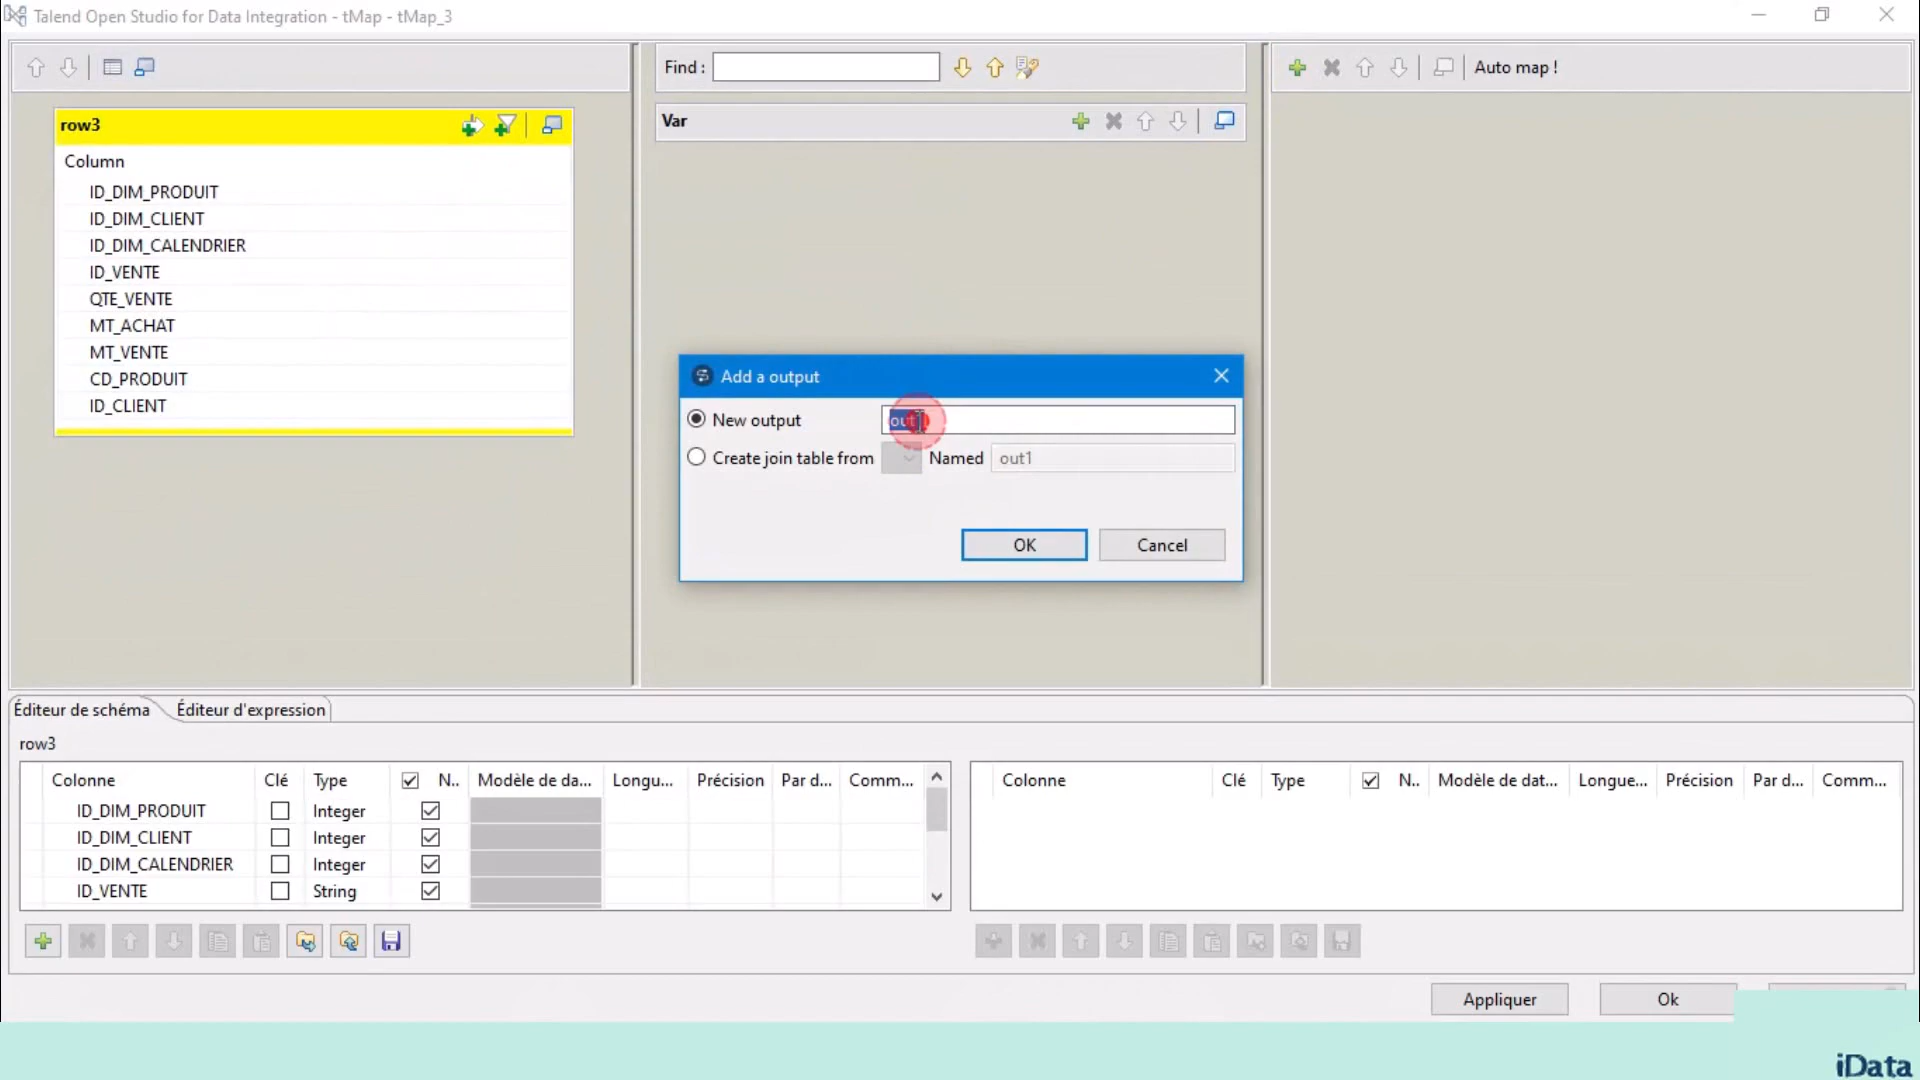 Talend Open Studio for Data Integration - tMap - tMap_3
Find :
Auto map !
row3
Var
Column
ID_DIM_PRODUIT
ID_DIM_CLIENT
ID_DIM_CALENDRIER
ID_VENTE
QTE_VENTE
MT_ACHAT
MT_VENTE
CD_PRODUIT
ID_CLIENT
Add a output
New output
Create join table from Named out1
OK Cancel
Éditeur de schéma Éditeur d'expression
row3
Colonne Clé Type N.. Modèle de da... Longu... Précision Par d... Comm...
ID_DIM_PRODUIT Integer
ID_DIM_CLIENT Integer
ID_DIM_CALENDRIER Integer
ID_VENTE String
Colonne Clé Type N.. Modèle de dat... Longue... Précision Par d... Comm...
Appliquer Ok
iData